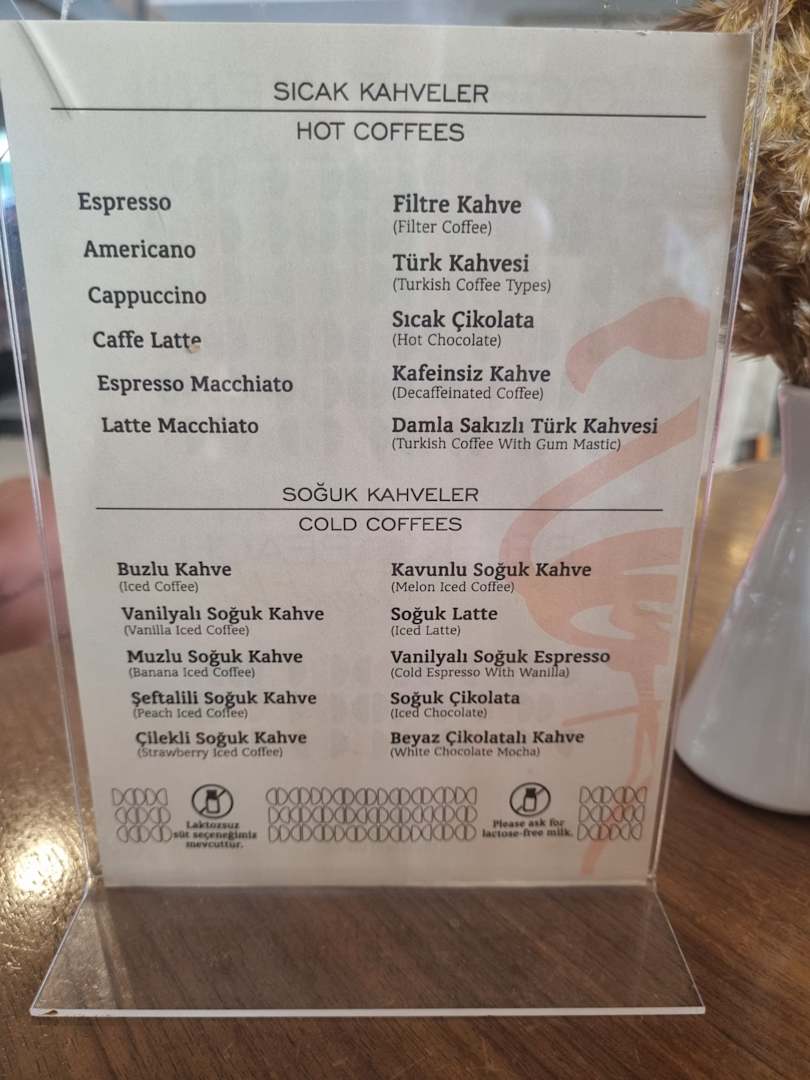 SICAK KAHVELER
HOT COFFEES
Espresso
Americano
Cappuccino
Caffe Latte
Espresso Macchiato
Latte Macchiato
Filtre Kahve
(Filter Coffee)
Türk Kahvesi
(Turkish Coffee Types)
Sıcak Çikolata
(Hot Chocolate)
Kafeinsiz Kahve
(Decaffeinated Coffee)
Damla Sakızlı Türk Kahvesi
(Turkish Coffee With Gum Mastic)
SOĞUK KAHVELER
COLD COFFEES
Buzlu Kahve
(Iced Coffee)
Vanilyalı Soğuk Kahve
(Vanilla Iced Coffee)
Muzlu Soğuk Kahve
(Banana Iced Coffee)
Şeftalili Soğuk Kahve
(Peach Iced Coffee)
Çilekli Soğuk Kahve
(Strawberry Iced Coffee)
Kavunlu Soğuk Kahve
(Melon Iced Coffee)
Soğuk Latte
(Iced Latte)
Vanilyalı Soğuk Espresso
(Cold Espresso With Wanilla)
Soğuk Çikolata
(Iced Chocolate)
Beyaz Çikolatalı Kahve
(White Chocolate Mocha)
Laktozsuz
süt seçeneğimiz
mevcuttur.
Please ask for
lactose-free milk.